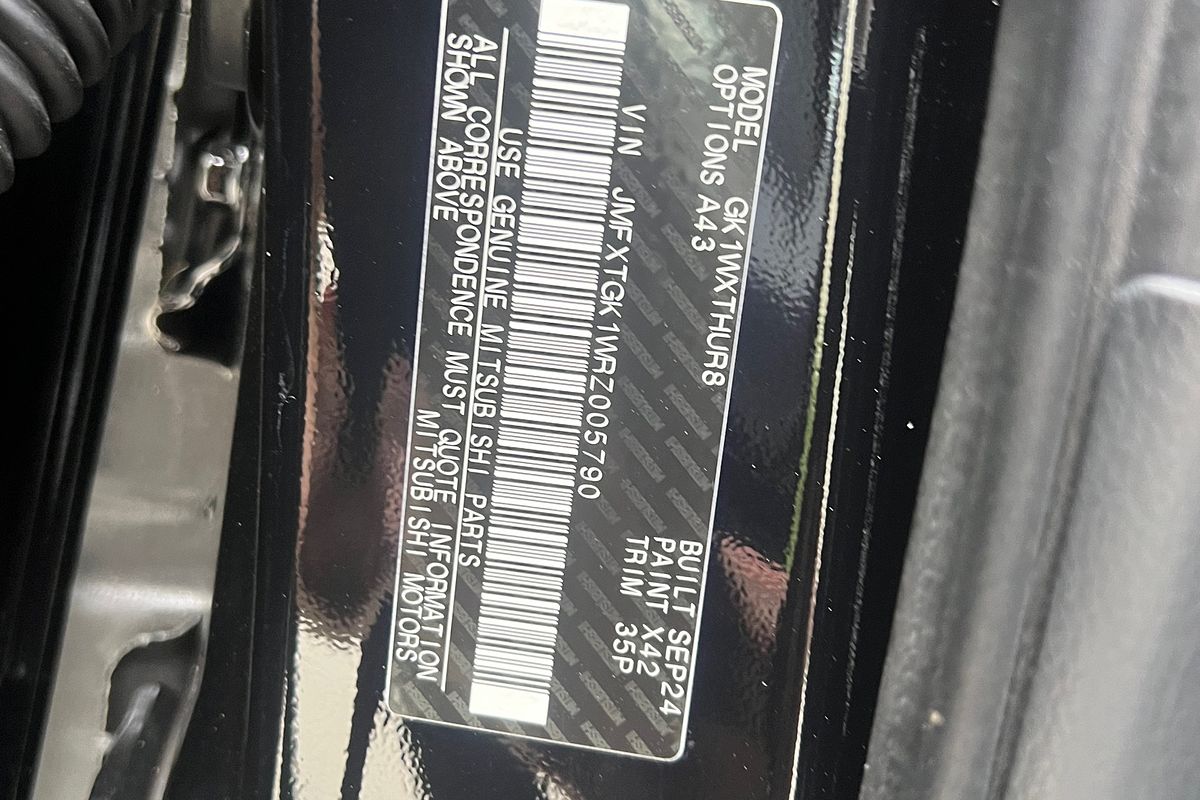 MODEL GK1WXTHUR8
OPTIONS A43
BUILT SEP24
PAINT X42
TRIM 35P
VIN JMFXTGK1WRZ005790
USE GENUINE MITSUBISHI PARTS
ALL CORRESPONDENCE MUST QUOTE INFORMATION
SHOWN ABOVE
MITSUBISHI MOTORS